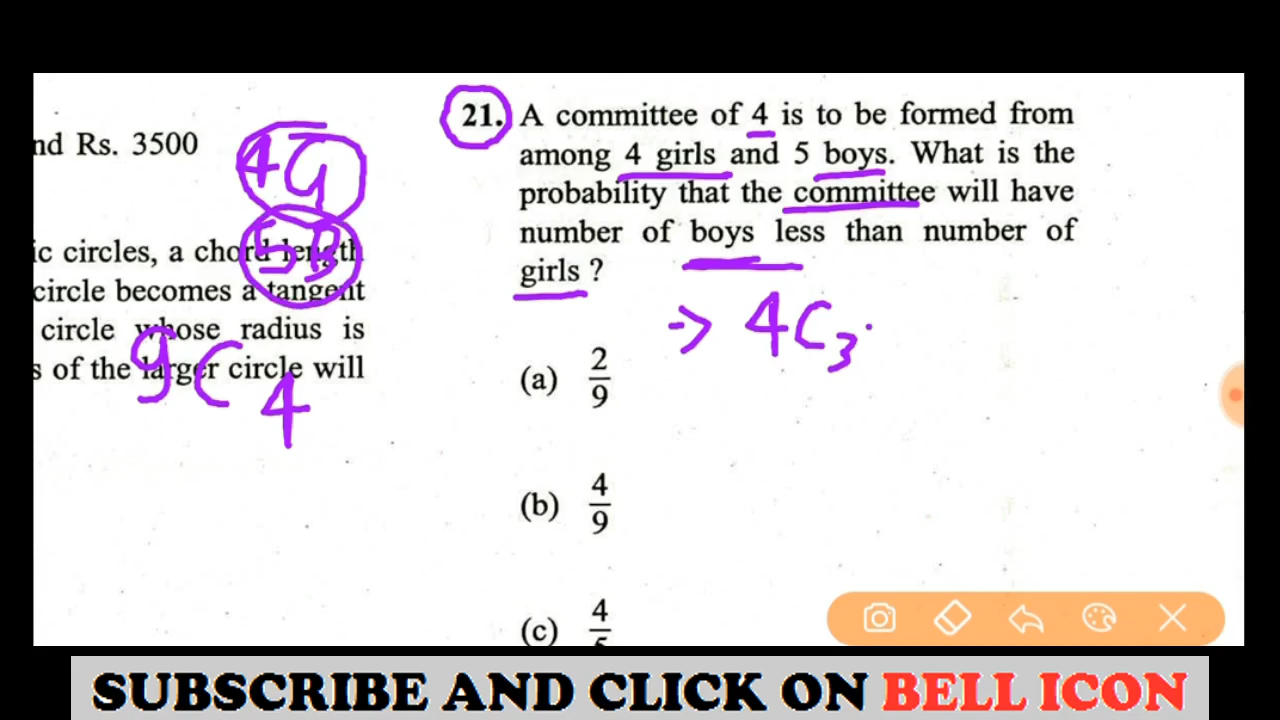 nd Rs. 3500
4G
5B
ic circles, a chord length
circle becomes a tangent
circle whose radius is
s of the larger circle will
9C4
21. A committee of 4 is to be formed from
among 4 girls and 5 boys. What is the
probability that the committee will have
number of boys less than number of
girls ?
→ 4C3
(a) 2/9
(b) 4/9
(c) 4/5
SUBSCRIBE AND CLICK ON BELL ICON